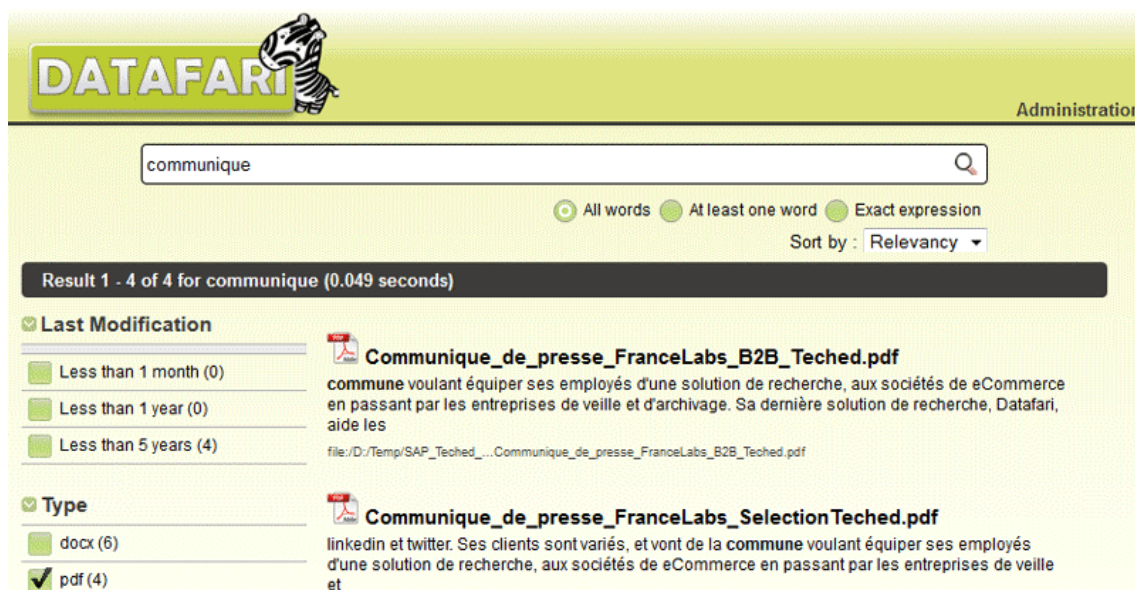 DATAFARI
Administration
communique
All words At least one word Exact expression
Sort by : Relevancy
Result 1 - 4 of 4 for communique (0.049 seconds)
Last Modification
Less than 1 month (0)
Less than 1 year (0)
Less than 5 years (4)
Type
docx (6)
pdf (4)
Communique_de_presse_FranceLabs_B2B_Teched.pdf
commune voulant équiper ses employés d'une solution de recherche, aux sociétés de eCommerce
en passant par les entreprises de veille et d'archivage. Sa dernière solution de recherche, Datafari,
aide les
file:/D:/Temp/SAP_Teched_...Communique_de_presse_FranceLabs_B2B_Teched.pdf
Communique_de_presse_FranceLabs_SelectionTeched.pdf
linkedin et twitter. Ses clients sont variés, et vont de la commune voulant équiper ses employés
d'une solution de recherche, aux sociétés de eCommerce en passant par les entreprises de veille
et